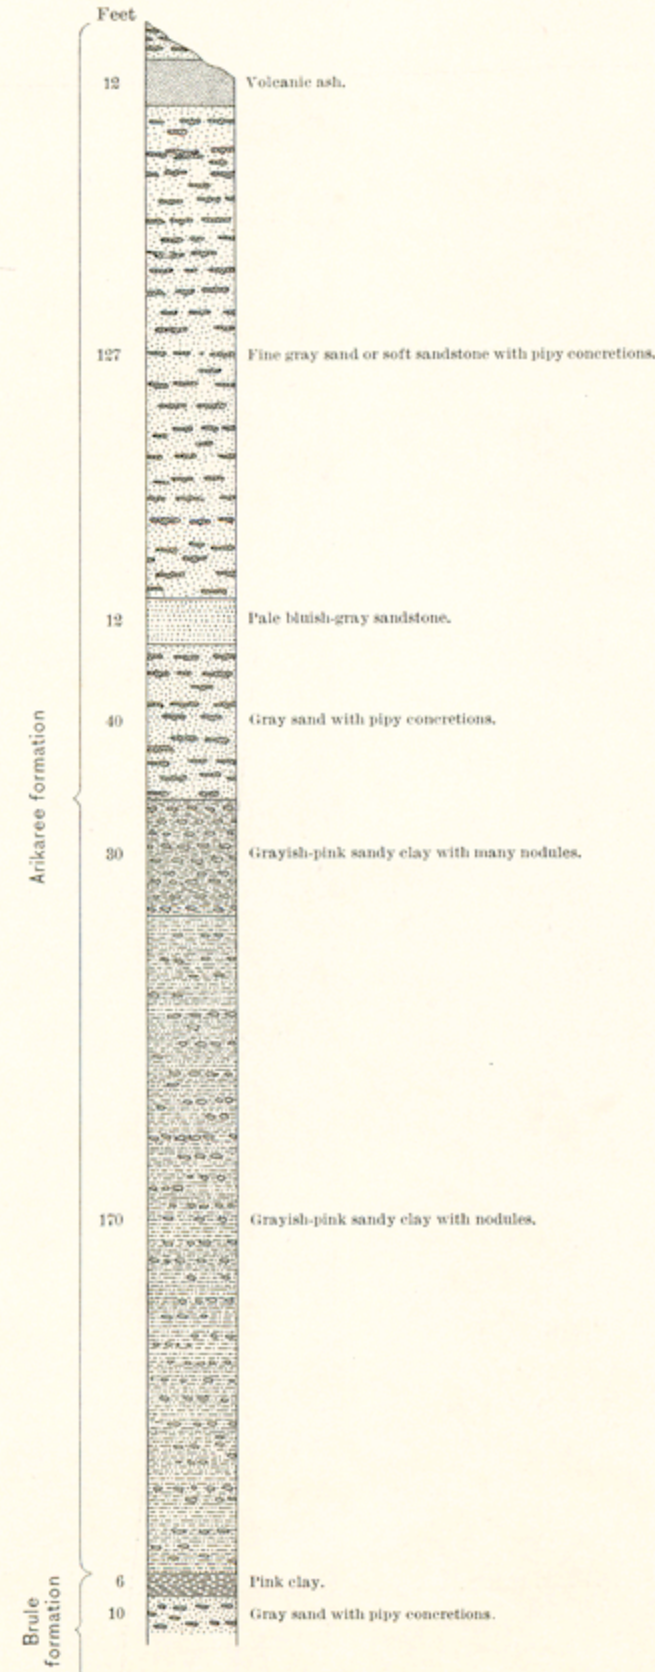 Feet
12 Volcanic ash.
127 Fine gray sand or soft sandstone with pipy concretions.
12 Pale bluish-gray sandstone.
40 Gray sand with pipy concretions.
Arikaree formation
30 Grayish-pink sandy clay with many nodules.
170 Grayish-pink sandy clay with nodules.
6 Pink clay.
10 Gray sand with pipy concretions.
Brule
formation